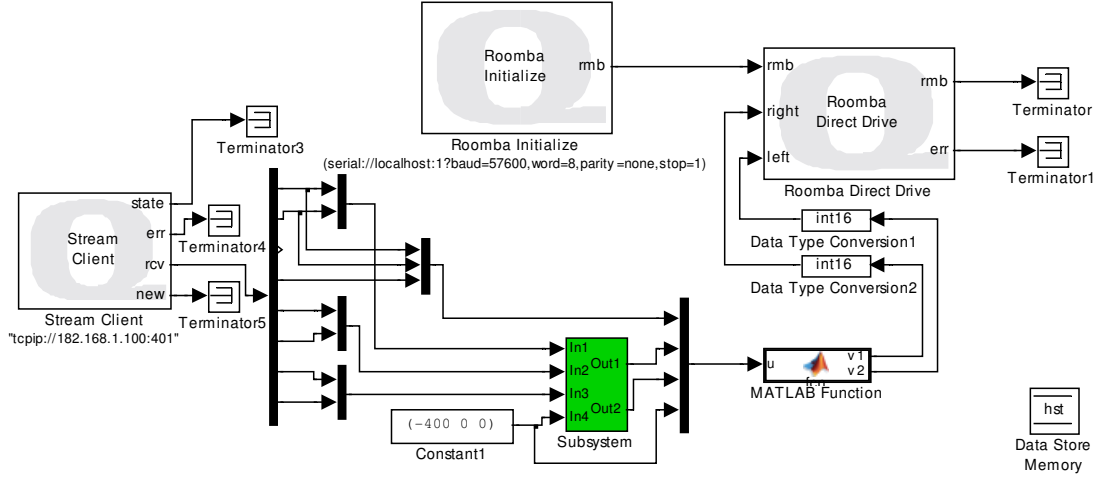 Roomba
Initialize
rmb
Roomba Initialize
(serial://localhost:1?baud=57600,word=8,parity=none,stop=1)
rmb
right
left
Roomba
Direct Drive
rmb
err
Roomba Direct Drive
Terminator
Terminator1
Terminator3
state
err
rcv
new
Stream
Client
Stream Client
"tcpip://182.168.1.100:401"
Terminator4
Terminator5
int16
Data Type Conversion1
int16
Data Type Conversion2
In1
In2
In3
In4
Out1
Out2
Subsystem
(-400 0 0)
Constant1
u
v1
v2
fcn
MATLAB Function
hst
Data Store
Memory